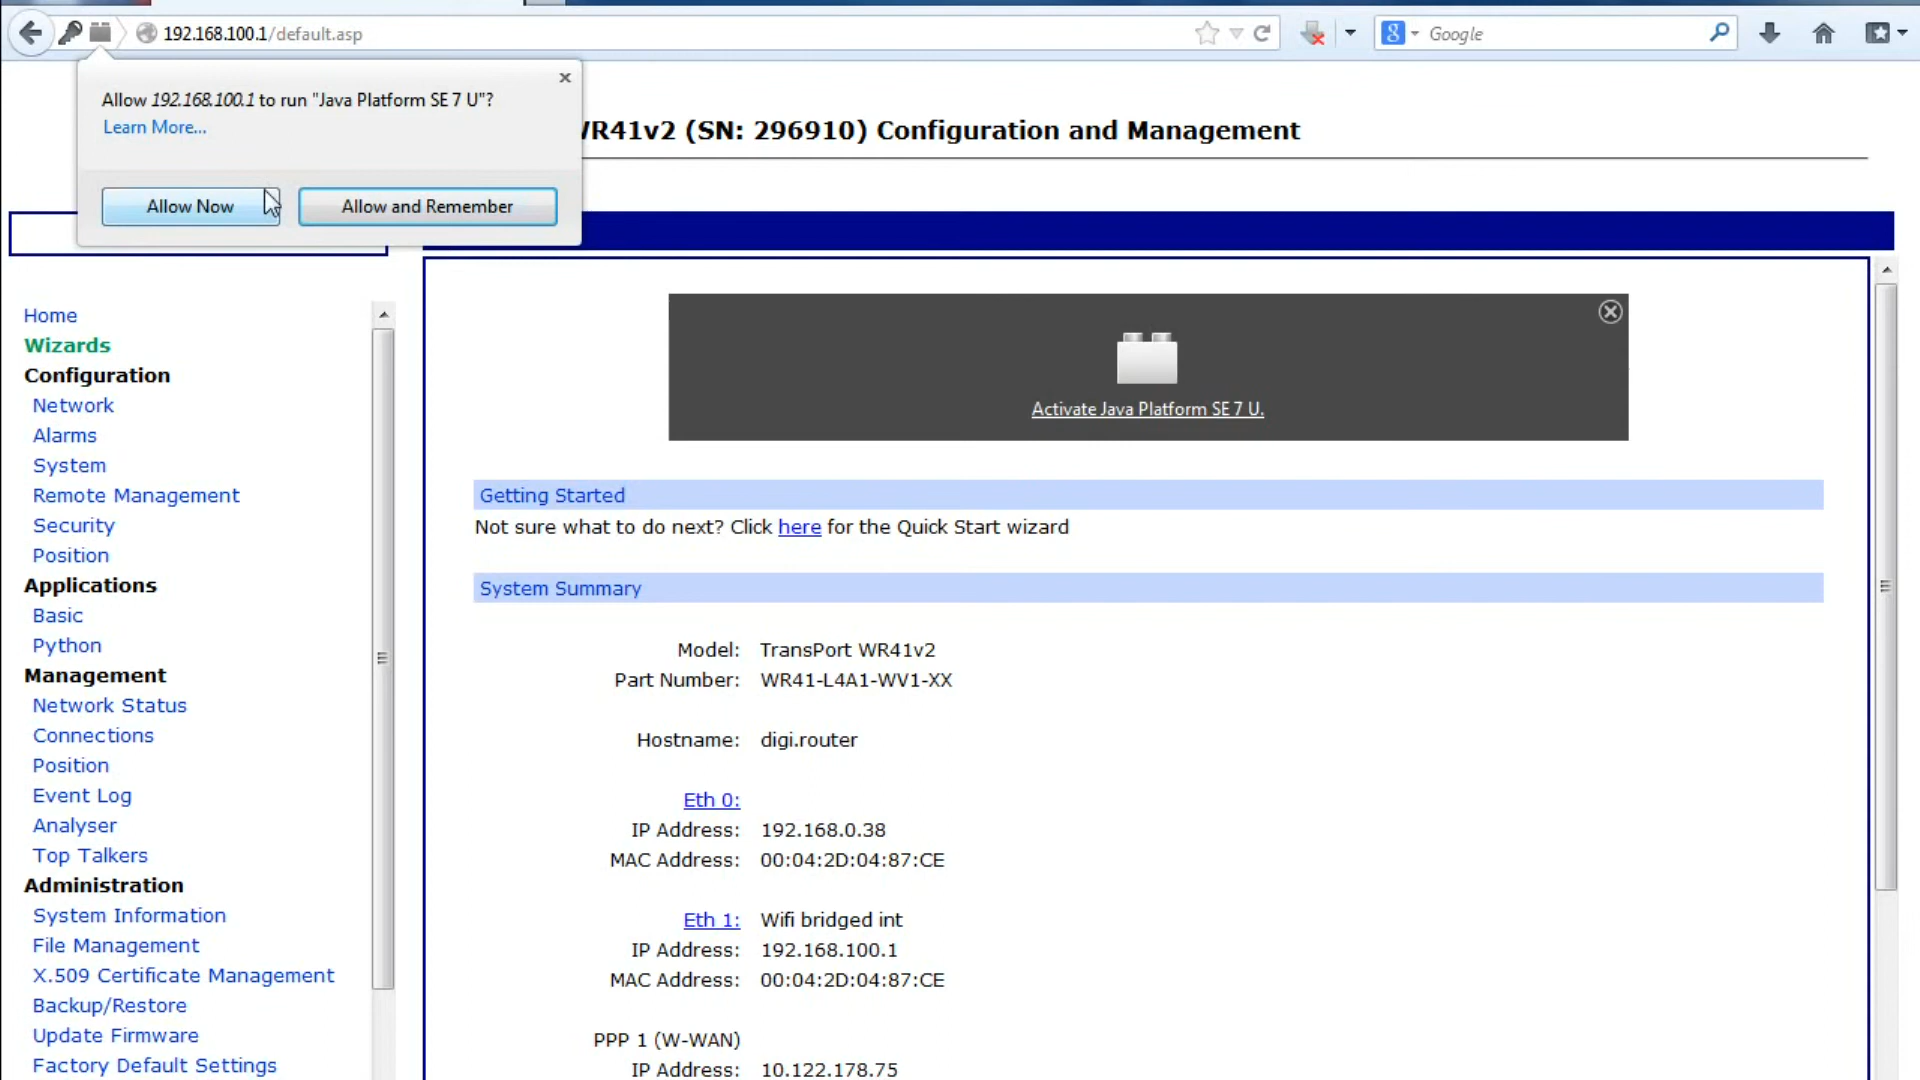 192.168.100.1/default.asp
Google
Allow 192.168.100.1 to run "Java Platform SE 7 U"?
Learn More...
Allow Now
Allow and Remember
WR41v2 (SN: 296910) Configuration and Management
Home
Wizards
Configuration
Network
Alarms
System
Remote Management
Security
Position
Applications
Basic
Python
Management
Network Status
Connections
Position
Event Log
Analyser
Top Talkers
Administration
System Information
File Management
X.509 Certificate Management
Backup/Restore
Update Firmware
Factory Default Settings
Activate Java Platform SE 7 U.
Getting Started
Not sure what to do next? Click here for the Quick Start wizard
System Summary
Model: TransPort WR41v2
Part Number: WR41-L4A1-WV1-XX
Hostname: digi.router
Eth 0:
IP Address: 192.168.0.38
MAC Address: 00:04:2D:04:87:CE
Eth 1: Wifi bridged int
IP Address: 192.168.100.1
MAC Address: 00:04:2D:04:87:CE
PPP 1 (W-WAN)
IP Address: 10.122.178.75